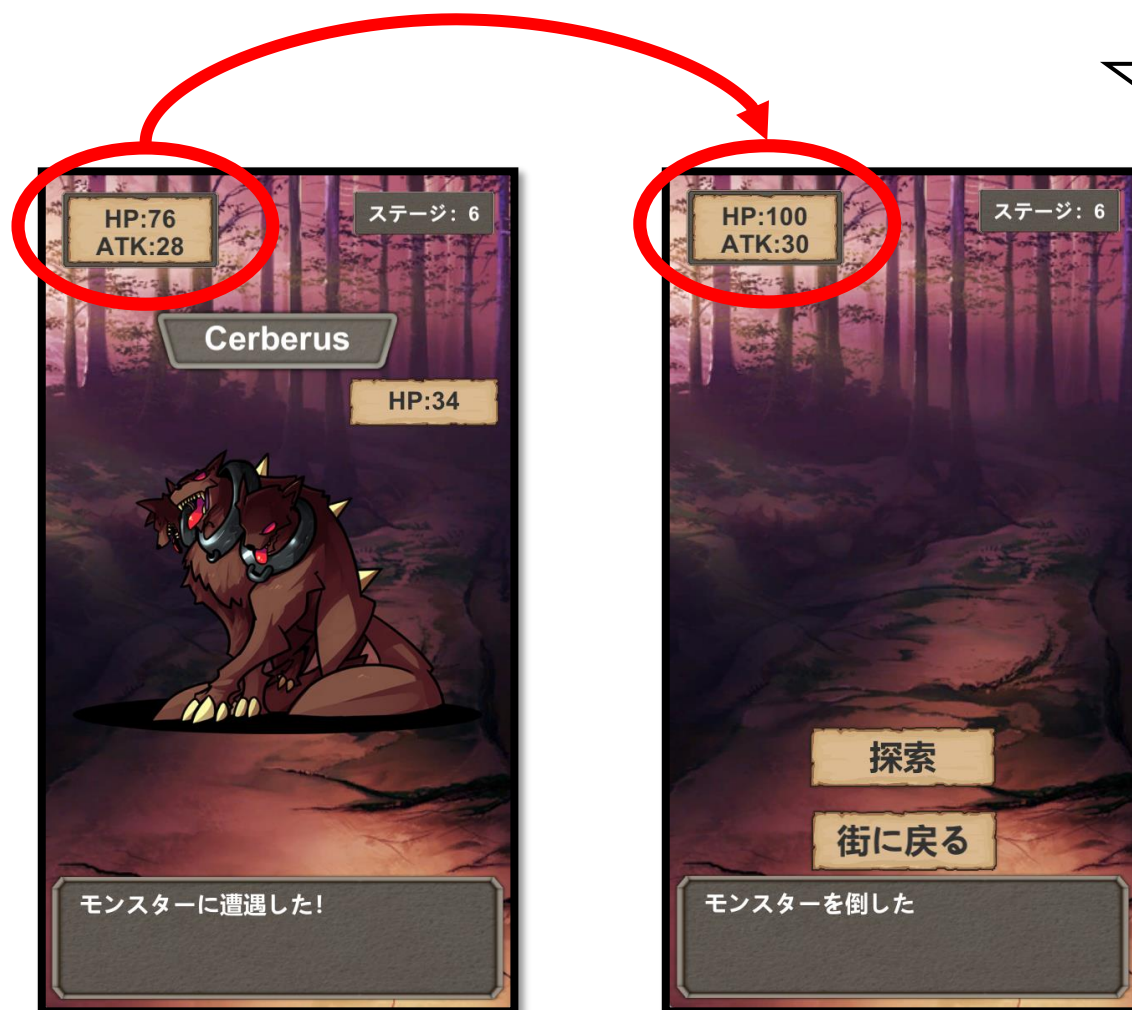 HP:76
ATK:28
ステージ: 6
Cerberus
HP:34
モンスターに遭遇した!
HP:100
ATK:30
ステージ: 6
探索
街に戻る
モンスターを倒した